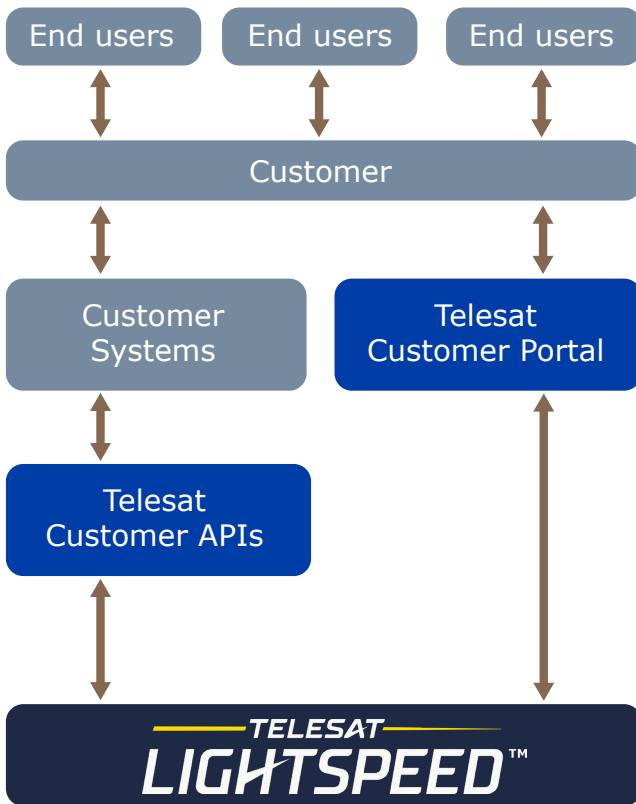 End users
End users
End users
Customer
Customer
Systems
Telesat
Customer Portal
Telesat
Customer APIs
TELESAT
LIGHTSPEED™